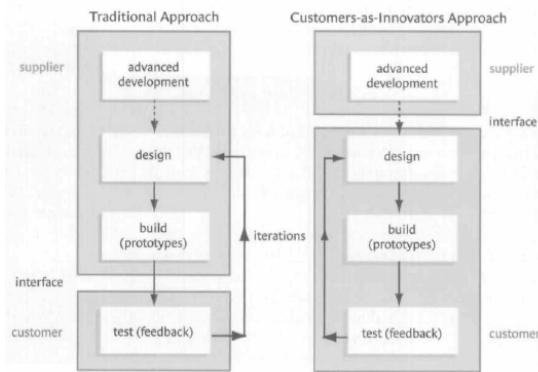 Traditional Approach
Customers-as-Innovators Approach
supplier
advanced
development
design
build
(prototypes)
iterations
interface
customer
test (feedback)
advanced
development
supplier
interface
design
build
(prototypes)
test (feedback)
customer